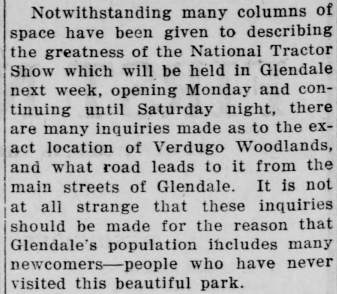 Notwithstanding many columns of
space have been given to describing
the greatness of the National Tractor
Show which will be held in Glendale
next week, opening Monday and con-
tinuing until Saturday night, there
are many inquiries made as to the ex-
act location of Verdugo Woodlands,
and what road leads to it from the
main streets of Glendale. It is not
at all strange that these inquiries
should be made for the reason that
Glendale's population includes many
newcomers—people who have never
visited this beautiful park.